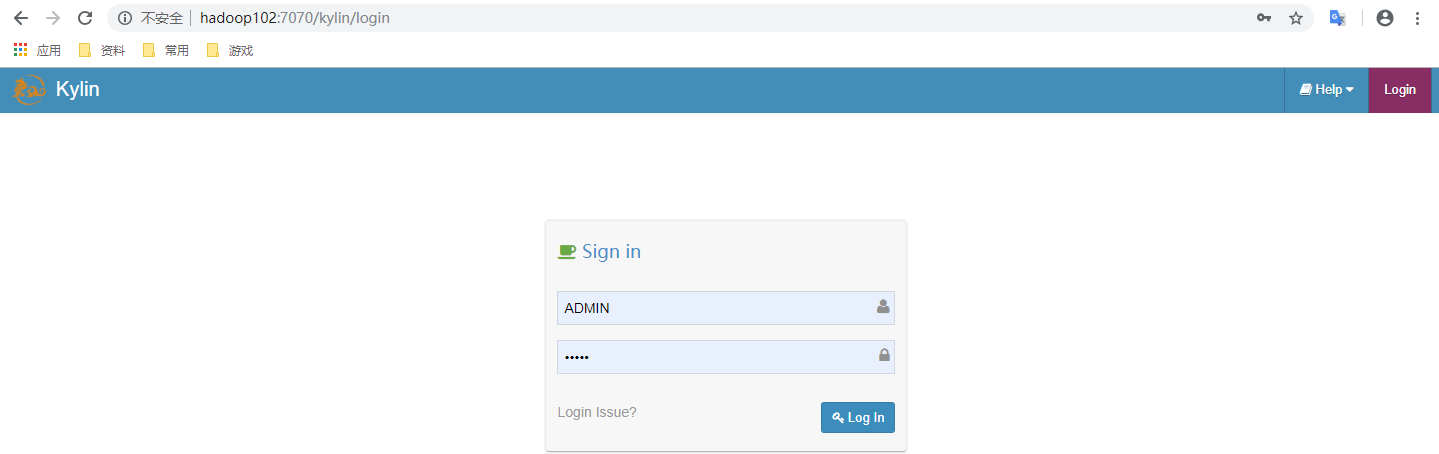 不安全 hadoop102:7070/kylin/login
应用 资料 常用 游戏
Kylin Help Login
Sign in
ADMIN
•••••
Login Issue? Log In